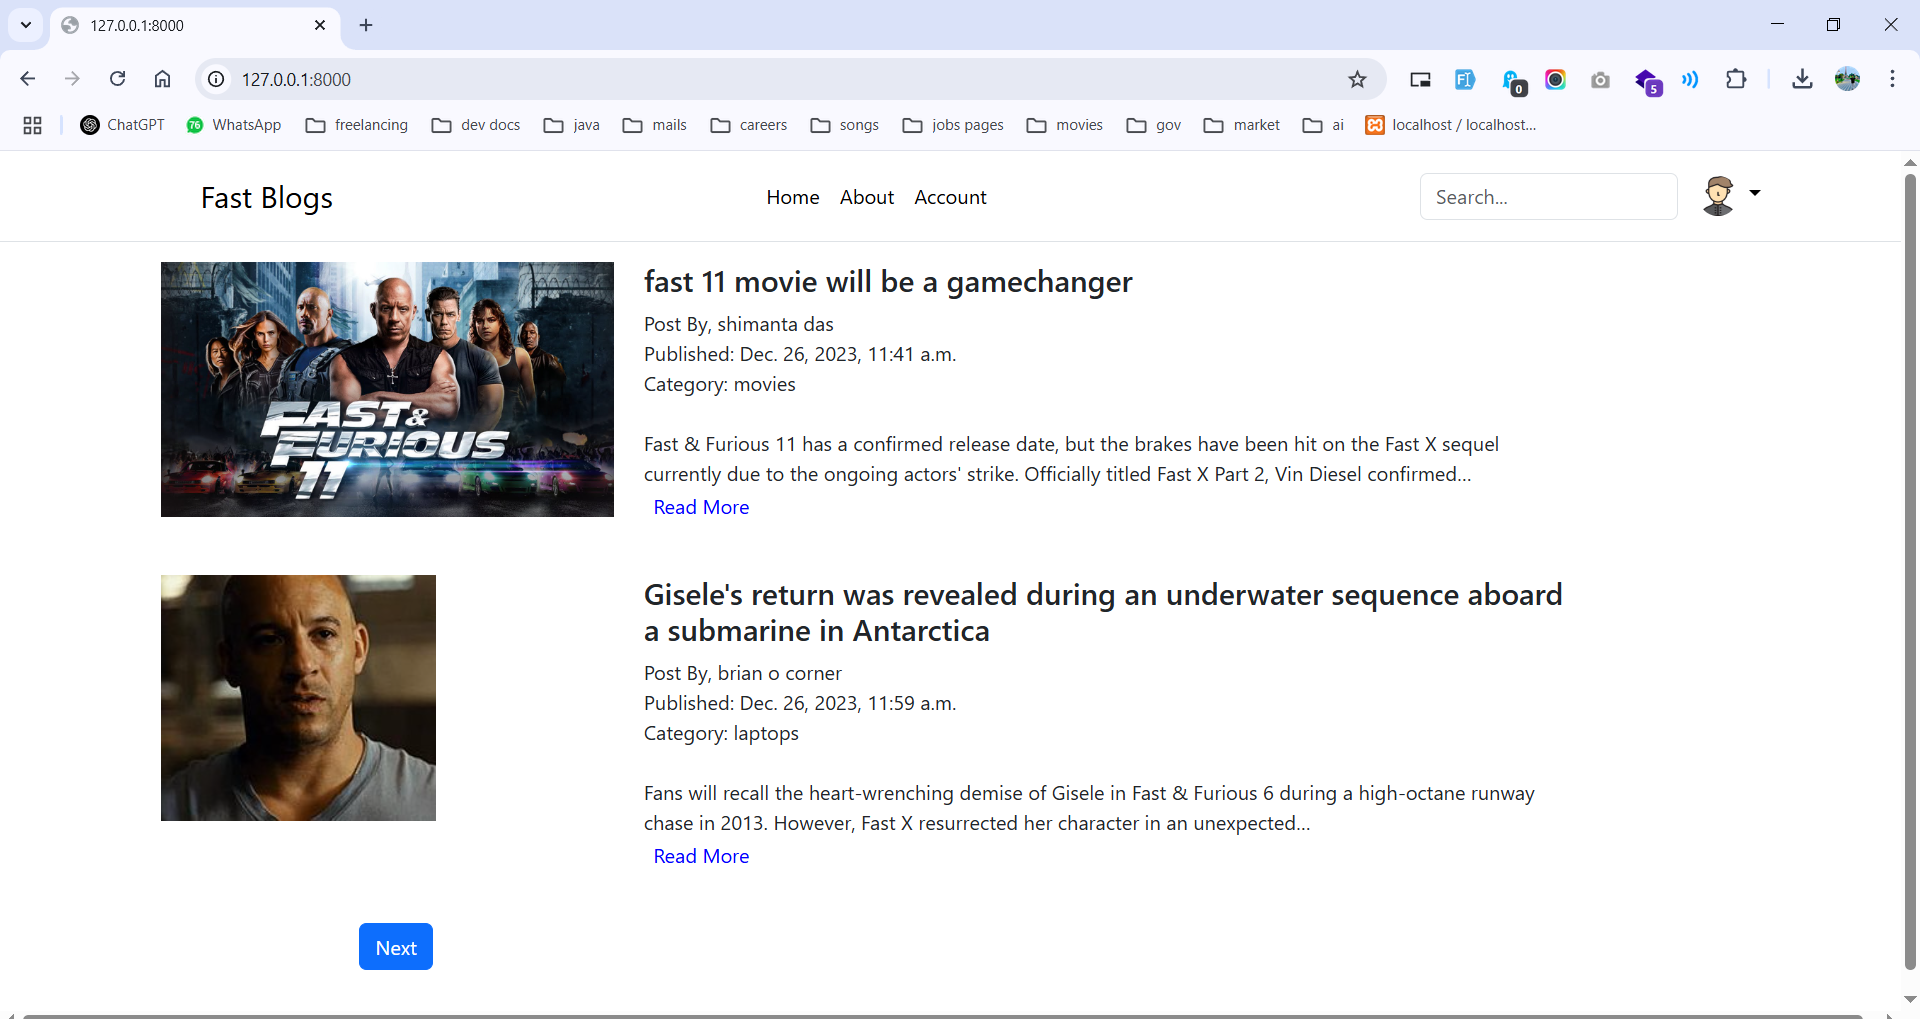 127.0.0.1:8000
127.0.0.1:8000
0
5
ChatGPT
76
WhatsApp
freelancing
dev docs
java
mails
careers
songs
jobs pages
movies
gov
market
ai
localhost / localhost...
Fast Blogs
Home
About
Account
Search...
FAST &
FURIOUS
11
fast 11 movie will be a gamechanger
Post By, shimanta das
Published: Dec. 26, 2023, 11:41 a.m.
Category: movies
Fast & Furious 11 has a confirmed release date, but the brakes have been hit on the Fast X sequel
currently due to the ongoing actors' strike. Officially titled Fast X Part 2, Vin Diesel confirmed…
Read More
Gisele's return was revealed during an underwater sequence aboard
a submarine in Antarctica
Post By, brian o corner
Published: Dec. 26, 2023, 11:59 a.m.
Category: laptops
Fans will recall the heart-wrenching demise of Gisele in Fast & Furious 6 during a high-octane runway
chase in 2013. However, Fast X resurrected her character in an unexpected…
Read More
Next